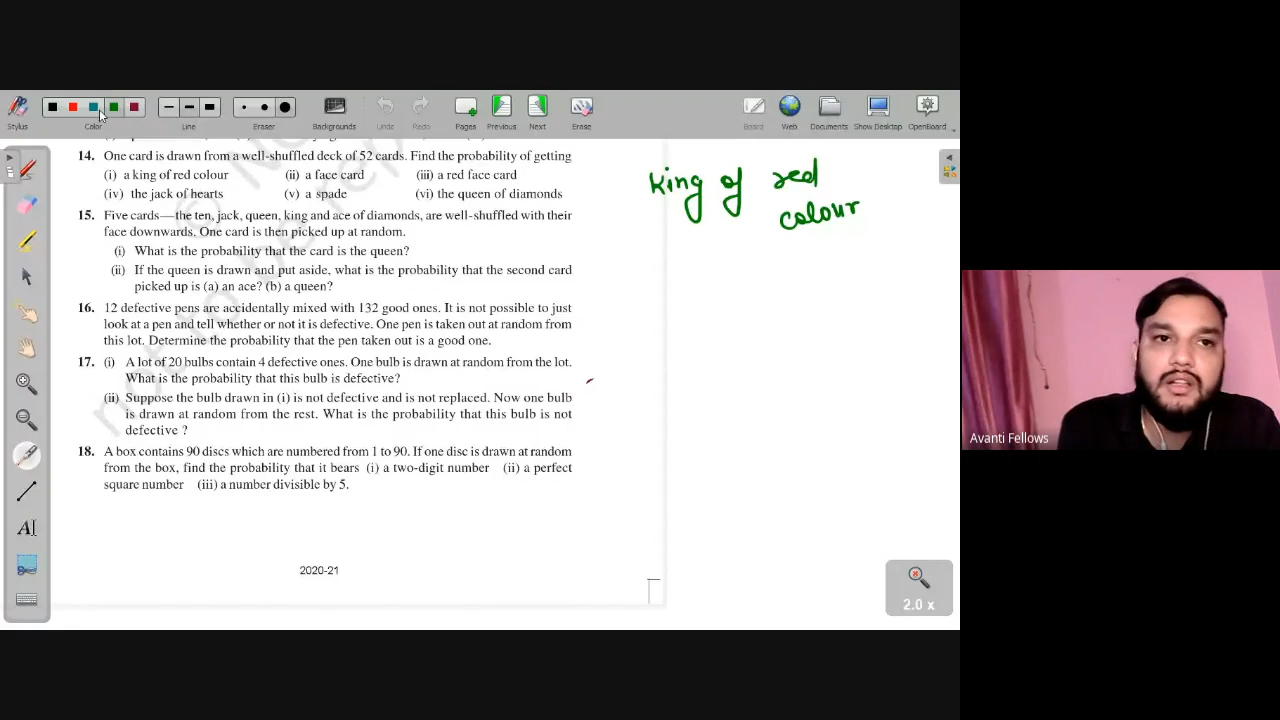 Stylus
Color
Line
Eraser
Backgrounds
Undo
Redo
Pages
Previous
Next
Erase
Board
Web
Documents
Show Desktop
OpenBoard
14. One card is drawn from a well-shuffled deck of 52 cards. Find the probability of getting
(i) a king of red colour (ii) a face card (iii) a red face card
(iv) the jack of hearts (v) a spade (vi) the queen of diamonds
15. Five cards—the ten, jack, queen, king and ace of diamonds, are well-shuffled with their
face downwards. One card is then picked up at random.
(i) What is the probability that the card is the queen?
(ii) If the queen is drawn and put aside, what is the probability that the second card
picked up is (a) an ace? (b) a queen?
16. 12 defective pens are accidentally mixed with 132 good ones. It is not possible to just
look at a pen and tell whether or not it is defective. One pen is taken out at random from
this lot. Determine the probability that the pen taken out is a good one.
17. (i) A lot of 20 bulbs contain 4 defective ones. One bulb is drawn at random from the lot.
What is the probability that this bulb is defective?
(ii) Suppose the bulb drawn in (i) is not defective and is not replaced. Now one bulb
is drawn at random from the rest. What is the probability that this bulb is not
defective ?
18. A box contains 90 discs which are numbered from 1 to 90. If one disc is drawn at random
from the box, find the probability that it bears (i) a two-digit number (ii) a perfect
square number (iii) a number divisible by 5.
2020-21
King of red
colour
2.0 x
Avanti Fellows